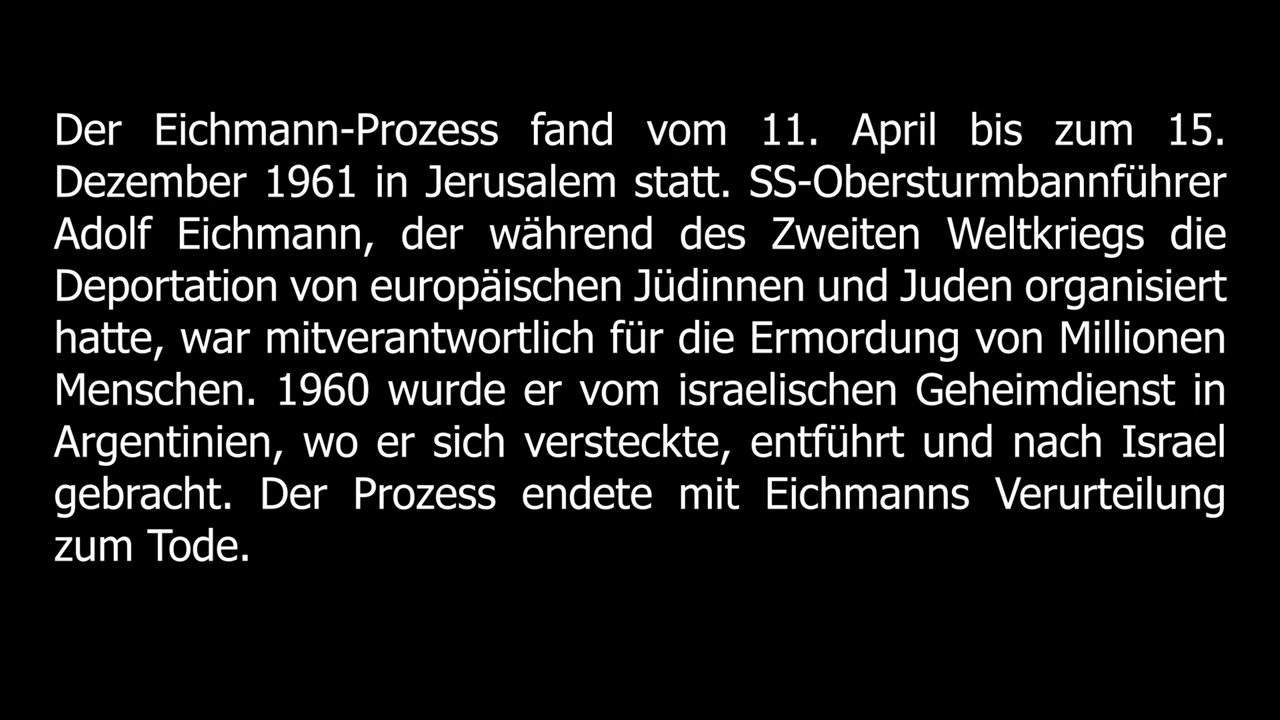 Der Eichmann-Prozess fand vom 11. April bis zum 15.
Dezember 1961 in Jerusalem statt. SS-Obersturmbannführer
Adolf Eichmann, der während des Zweiten Weltkriegs die
Deportation von europäischen Jüdinnen und Juden organisiert
hatte, war mitverantwortlich für die Ermordung von Millionen
Menschen. 1960 wurde er vom israelischen Geheimdienst in
Argentinien, wo er sich versteckte, entführt und nach Israel
gebracht. Der Prozess endete mit Eichmanns Verurteilung
zum Tode.